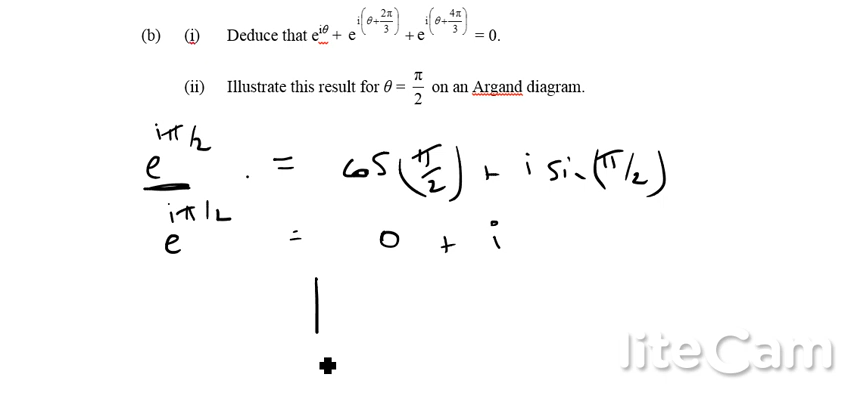 (b) (i) Deduce that e^{iθ} + e^{i(θ+2π/3)} + e^{i(θ+4π/3)} = 0.
(ii) Illustrate this result for θ = π/2 on an Argand diagram.
e^{iπ/2} . = cos(π/2) + i sin(π/2)
e^{iπ/2} = 0 + i
liteCam